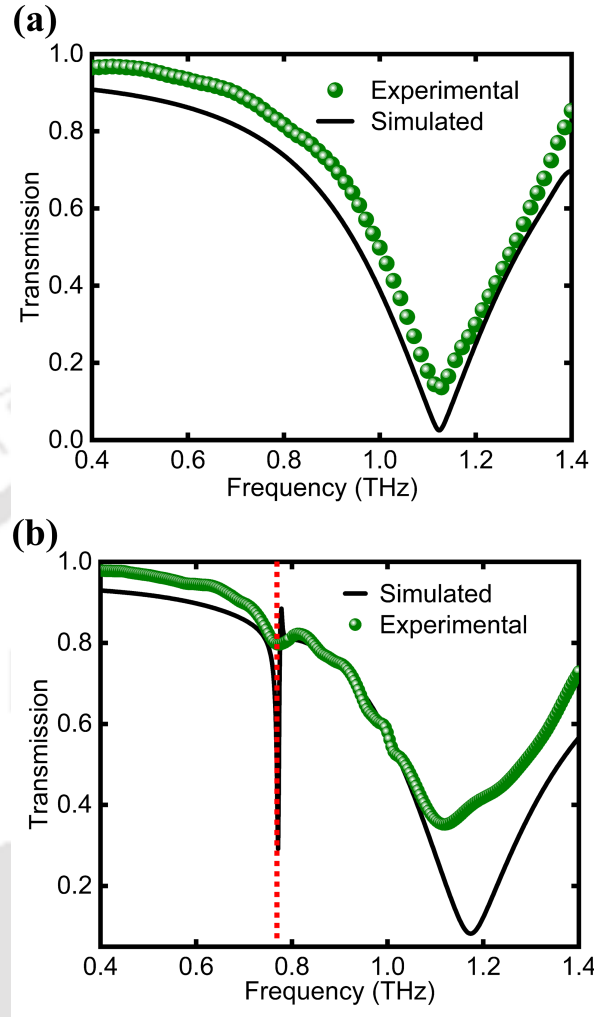 (a)
1.0
0.8
0.6
0.4
0.2
0.0
Transmission
Experimental
Simulated
0.4 0.6 0.8 1.0 1.2 1.4
Frequency (THz)
(b)
1.0
0.8
0.6
0.4
0.2
Transmission
Simulated
Experimental
0.4 0.6 0.8 1.0 1.2 1.4
Frequency (THz)